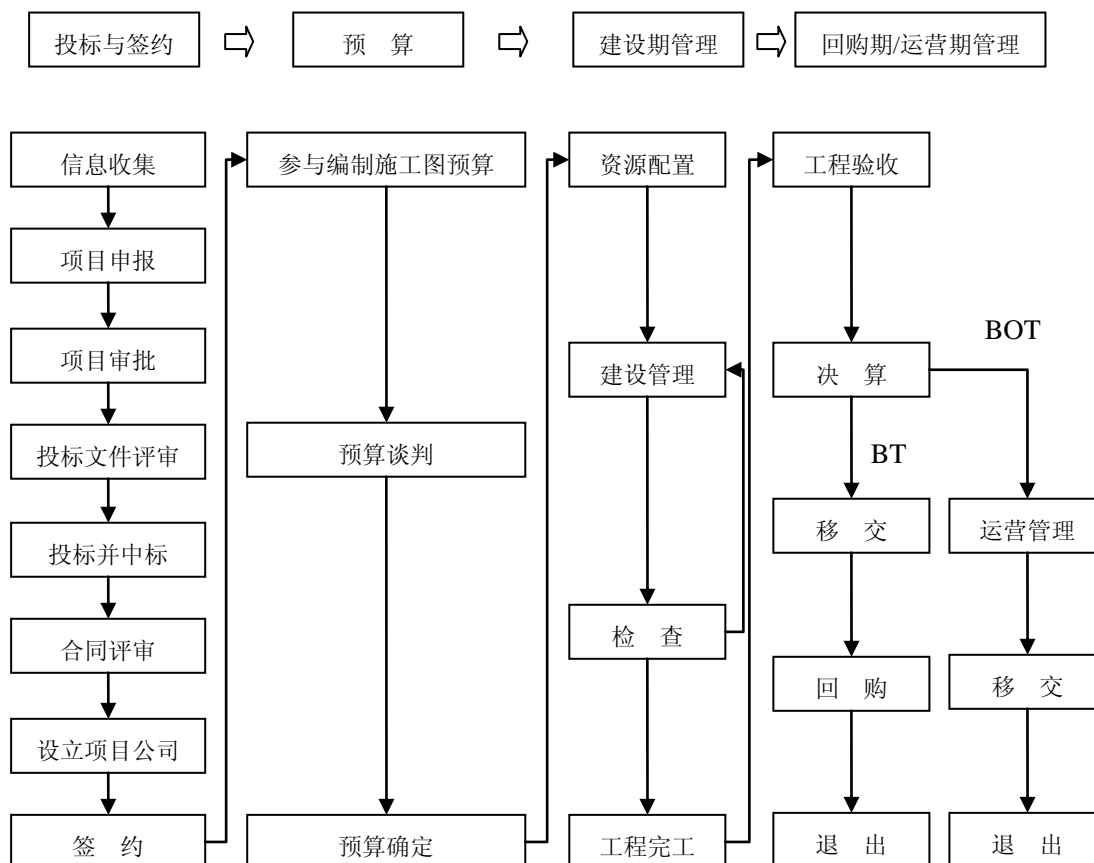 投标与签约
预 算
建设期管理
回购期/运营期管理
信息收集
项目申报
项目审批
投标文件评审
投标并中标
合同评审
设立项目公司
签 约
参与编制施工图预算
预算谈判
预算确定
资源配置
建设管理
检 查
工程完工
工程验收
决 算
BT
移 交
回 购
退 出
BOT
运营管理
移 交
退 出